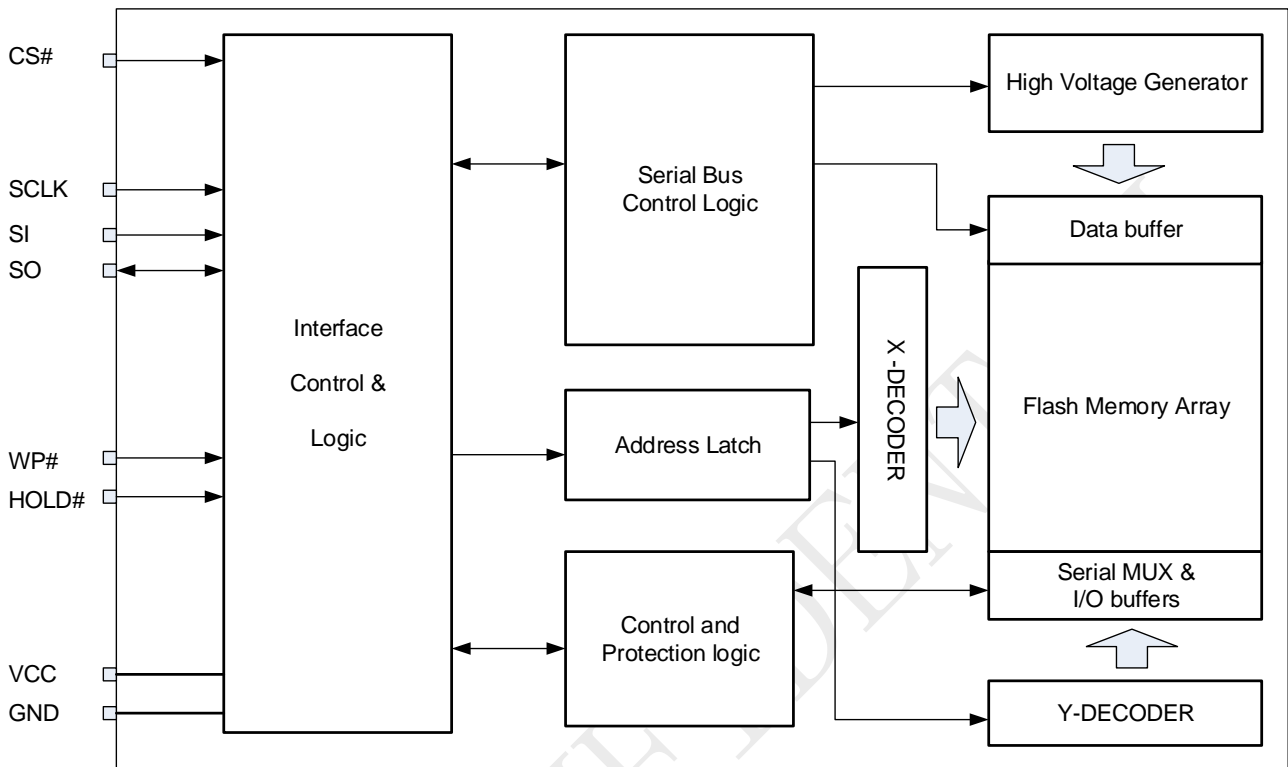 CS#
SCLK
SI
SO
WP#
HOLD#
VCC
GND
Interface
Control &
Logic
Serial Bus
Control Logic
Address Latch
Control and
Protection logic
X -DECODER
High Voltage Generator
Data buffer
Flash Memory Array
Serial MUX &
I/O buffers
Y-DECODER